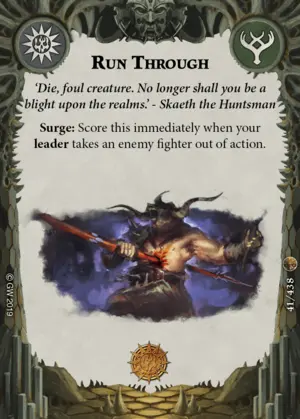 Run Through
‘Die, foul creature. No longer shall you be a
blight upon the realms.’ - Skaeth the Huntsman
Surge: Score this immediately when your
leader takes an enemy fighter out of action.
© GW 2019
41/438